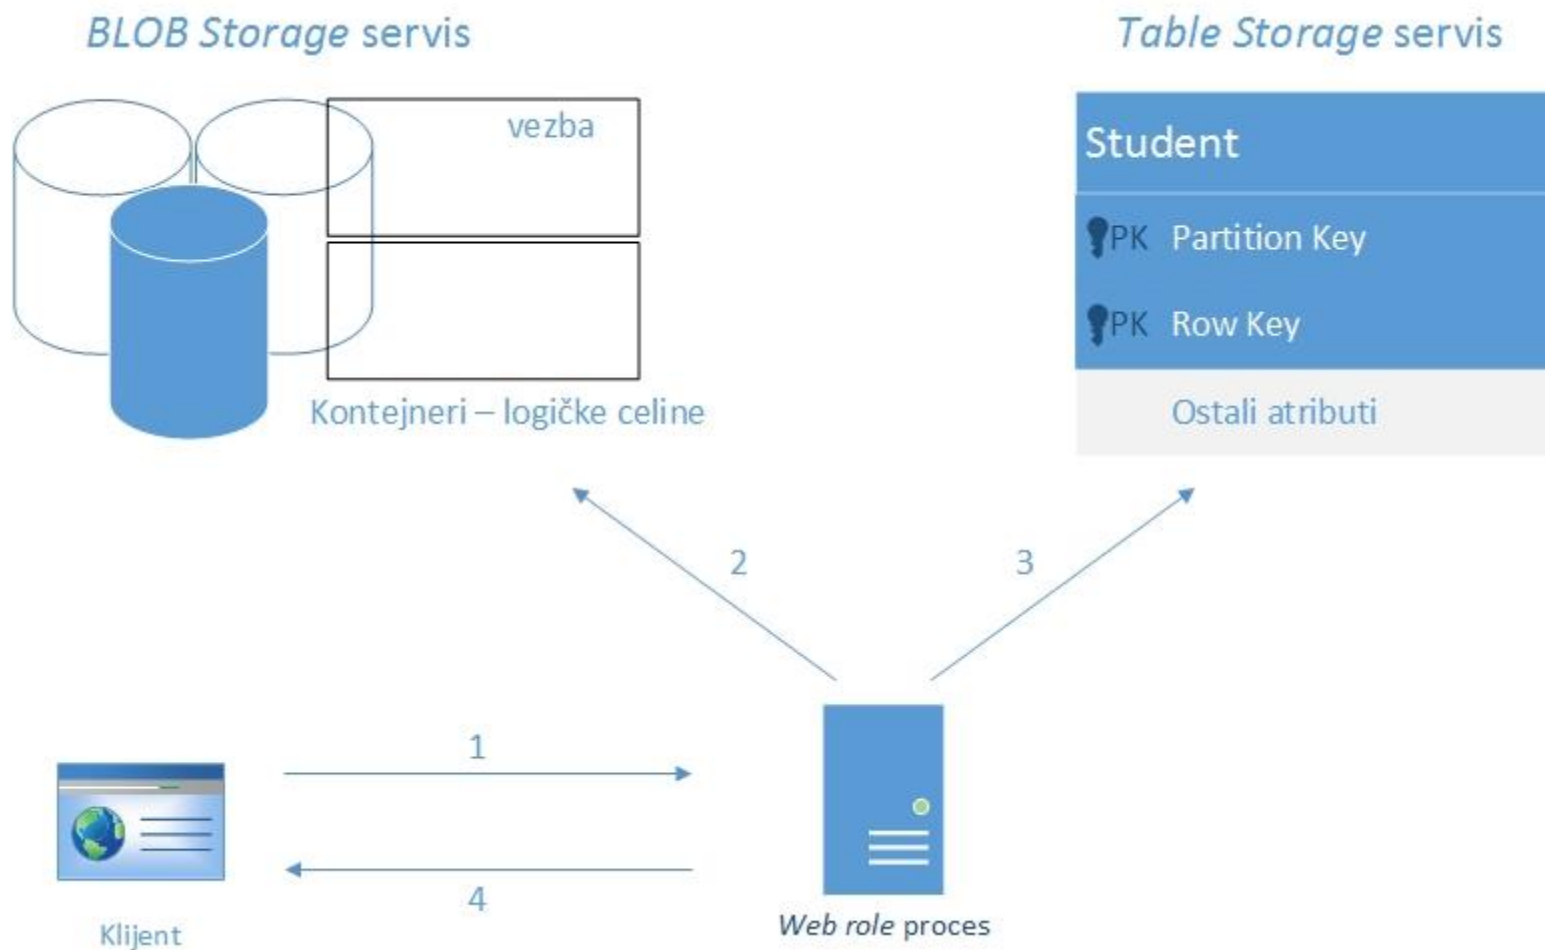 BLOB Storage servis
Table Storage servis
vezba
Kontejneri – logičke celine
Student
PK Partition Key
PK Row Key
Ostali atributi
2
3
1
4
Klijent
Web role proces